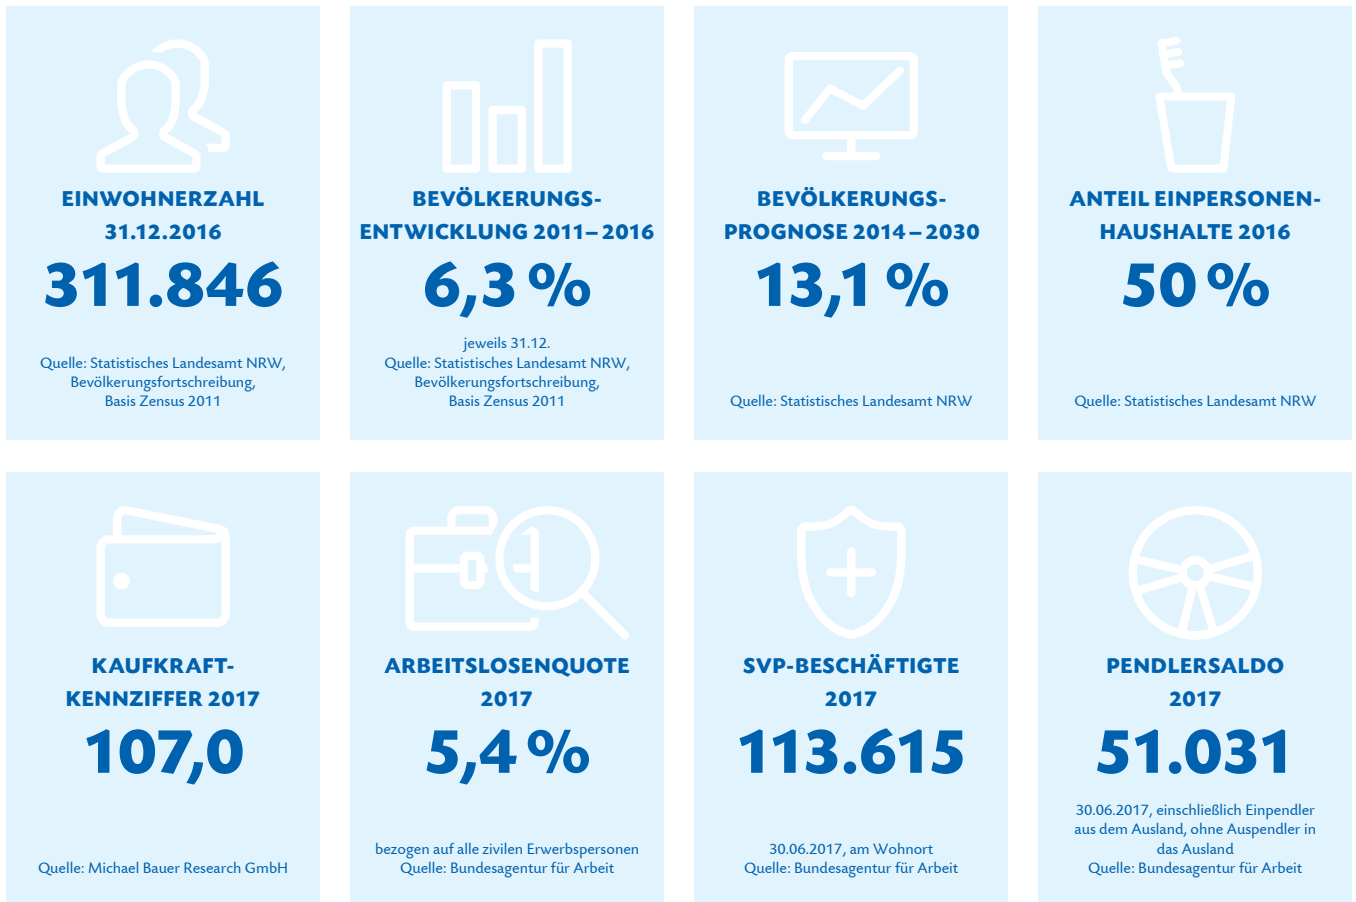 EINWOHNERZAHL
31.12.2016
311.846
Quelle: Statistisches Landesamt NRW,
Bevölkerungsfortschreibung,
Basis Zensus 2011
BEVÖLKERUNGS-
ENTWICKLUNG 2011–2016
6,3 %
jeweils 31.12.
Quelle: Statistisches Landesamt NRW,
Bevölkerungsfortschreibung,
Basis Zensus 2011
BEVÖLKERUNGS-
PROGNOSE 2014–2030
13,1 %
Quelle: Statistisches Landesamt NRW
ANTEIL EINPERSONEN-
HAUSHALTE 2016
50 %
Quelle: Statistisches Landesamt NRW
KAUFKRAFT-
KENNZIFFER 2017
107,0
Quelle: Michael Bauer Research GmbH
ARBEITSLOSENQUOTE
2017
5,4 %
bezogen auf alle zivilen Erwerbspersonen
Quelle: Bundesagentur für Arbeit
SVP-BESCHÄFTIGTE
2017
113.615
30.06.2017, am Wohnort
Quelle: Bundesagentur für Arbeit
PENDLERSALDO
2017
51.031
30.06.2017, einschließlich Einpendler
aus dem Ausland, ohne Auspendler in
das Ausland
Quelle: Bundesagentur für Arbeit